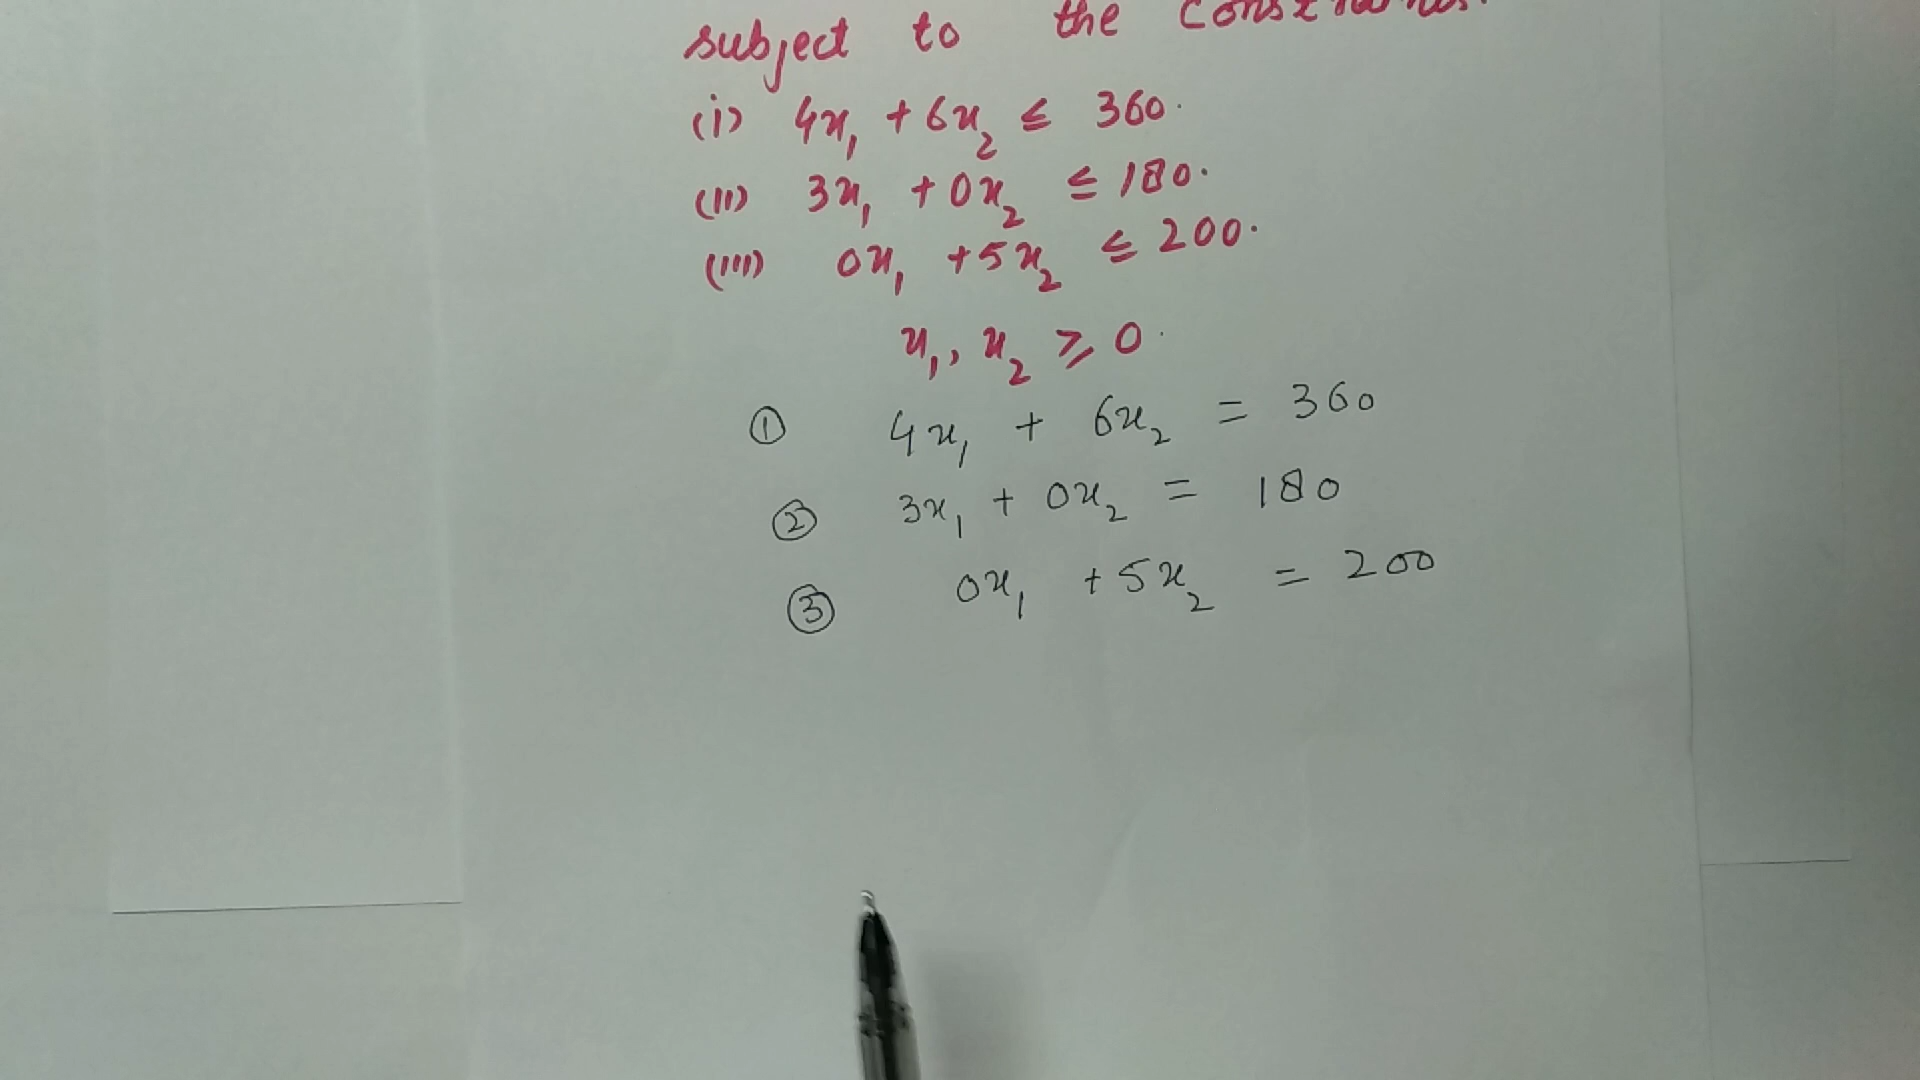 subject to the constraints.
(i) 4x₁ + 6x₂ ≤ 360.
(ii) 3x₁ + 0x₂ ≤ 180.
(iii) 0x₁ + 5x₂ ≤ 200.
x₁, x₂ ≥ 0.
① 4x₁ + 6x₂ = 360
② 3x₁ + 0x₂ = 180
③ 0x₁ + 5x₂ = 200